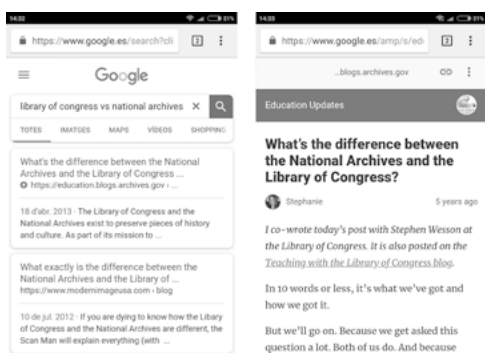 14:32
21%
https://www.google.es/search?cli
2
Google
library of congress vs national archives
TOTES IMATGES MAPS VÍDEOS SHOPPING
What's the difference between the National
Archives and the Library of Congress ...
https://education.blogs.archives.gov › ...
18 d'abr. 2013 · The Library of Congress and the
National Archives exist to preserve pieces of history
and culture. As part of its mission to ...
What exactly is the difference between the
National Archives and the Library of ...
https://www.modernimageusa.com › blog
10 de jul. 2012 · If you are dying to know how the Libary
of Congress and the National Archives are different, the
Scan Man will explain everything (with ...
14:33
21%
https://www.google.es/amp/s/edu
2
...blogs.archives.gov
Education Updates
What's the difference between
the National Archives and the
Library of Congress?
Stephanie 5 years ago
I co-wrote today's post with Stephen Wesson at
the Library of Congress. It is also posted on the
Teaching with the Library of Congress blog.
In 10 words or less, it's what we've got and
how we got it.
But we'll go on. Because we get asked this
question a lot. Both of us do. And because